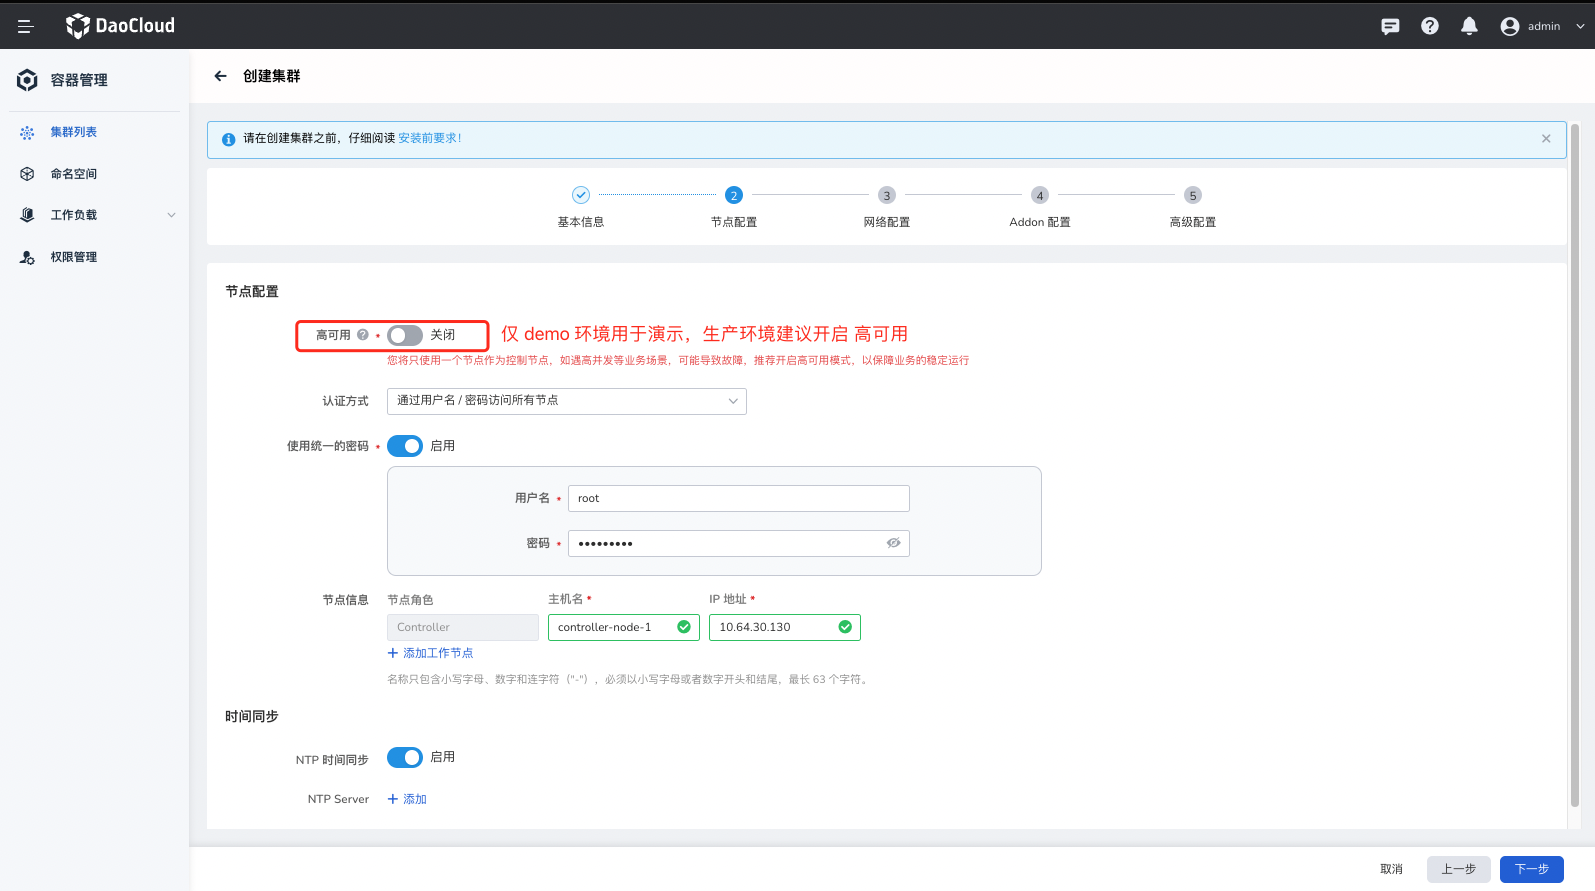 DaoCloud
admin
容器管理
集群列表
命名空间
工作负载
权限管理
创建集群
请在创建集群之前，仔细阅读 安装前要求！
2 3 4 5
基本信息 节点配置 网络配置 Addon 配置 高级配置
节点配置
高可用 * 关闭 仅 demo 环境用于演示，生产环境建议开启 高可用
您将只使用一个节点作为控制节点，如遇高并发等业务场景，可能导致故障，推荐开启高可用模式，以保障业务的稳定运行
认证方式 通过用户名 / 密码访问所有节点
使用统一的密码 * 启用
用户名 * root
密码 * •••••••••
节点信息 节点角色 主机名 * IP 地址 *
Controller controller-node-1 10.64.30.130
+ 添加工作节点
名称只包含小写字母、数字和连字符（"-"），必须以小写字母或者数字开头和结尾，最长 63 个字符。
时间同步
NTP 时间同步 启用
NTP Server + 添加
取消 上一步 下一步